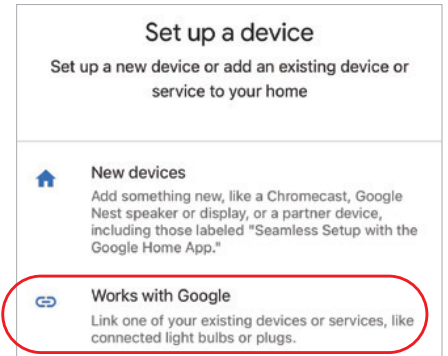 Set up a device
Set up a new device or add an existing device or
service to your home
New devices
Add something new, like a Chromecast, Google
Nest speaker or display, or a partner device,
including those labeled "Seamless Setup with the
Google Home App."
Works with Google
Link one of your existing devices or services, like
connected light bulbs or plugs.